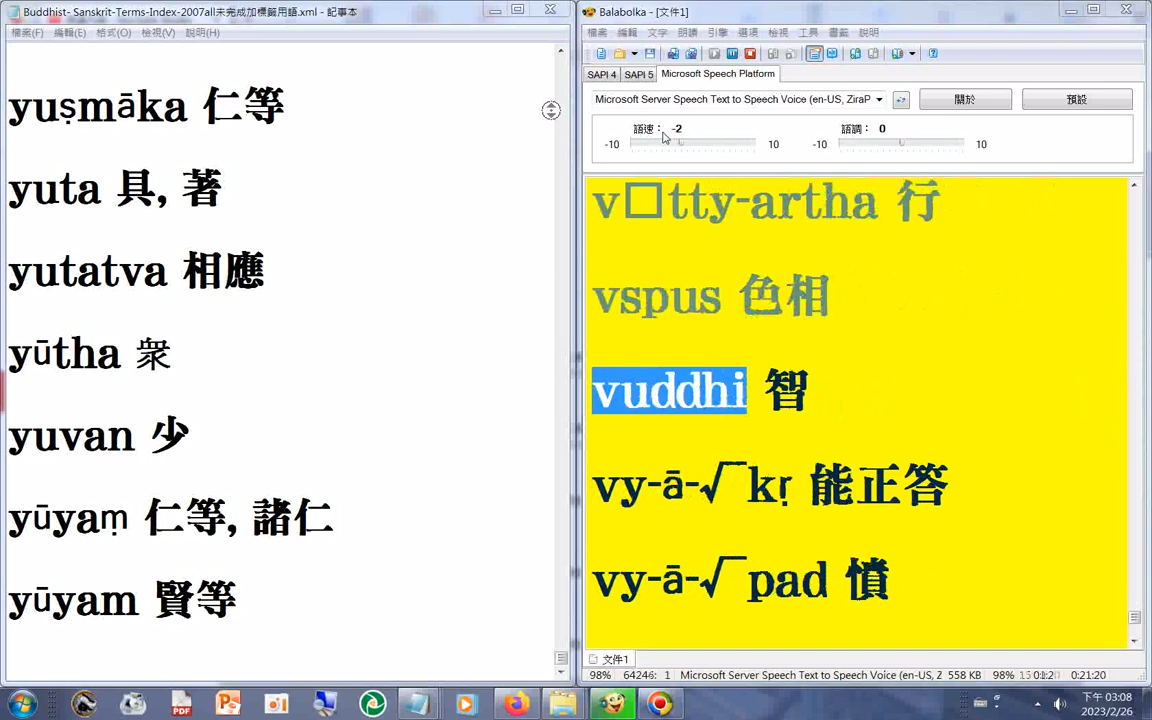 Buddhist- Sanskrit-Terms-Index-2007all未完成加標籤用語.xml - 記事本
檔案(F) 編輯(E) 格式(O) 檢視(V) 說明(H)
yuṣmāka 仁等
yuta 具, 著
yutatva 相應
yūtha 衆
yuvan 少
yūyaṃ 仁等, 諸仁
yūyam 賢等
Balabolka - [文件1]
檔案 編輯 文字 朗讀 引擎 選項 檢視 工具 書籤 說明
SAPI 4 SAPI 5 Microsoft Speech Platform
Microsoft Server Speech Text to Speech Voice (en-US, ZiraP
關於 預設
語速： -2 語調： 0
-10 10 -10 10
v□tty-artha 行
vspus 色相
vuddhi 智
vy-ā-√kṛ 能正答
vy-ā-√pad 憤
文件1
98% 64246: 1 Microsoft Server Speech Text to Speech Voice (en-US, Z 558 KB 98% 0:21:20
下午 03:08
2023/2/26